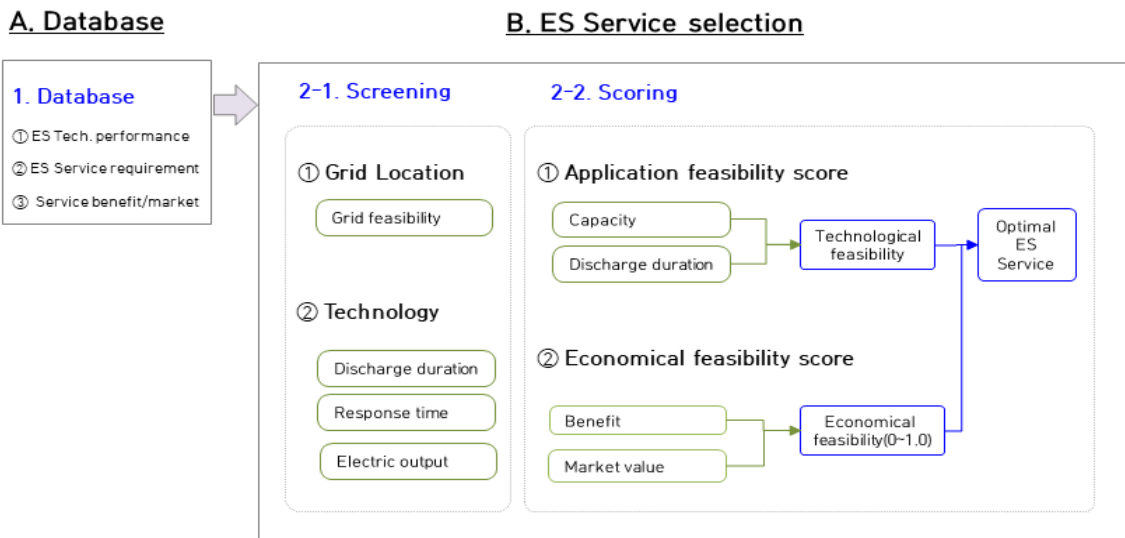 A. Database
B. ES Service selection
1. Database
① ES Tech. performance
② ES Service requirement
③ Service benefit/market
2-1. Screening
① Grid Location
Grid feasibility
② Technology
Discharge duration
Response time
Electric output
2-2. Scoring
① Application feasibility score
Capacity
Discharge duration
Technological
feasibility
Optimal
ES
Service
② Economical feasibility score
Benefit
Market value
Economical
feasibility(0~1.0)